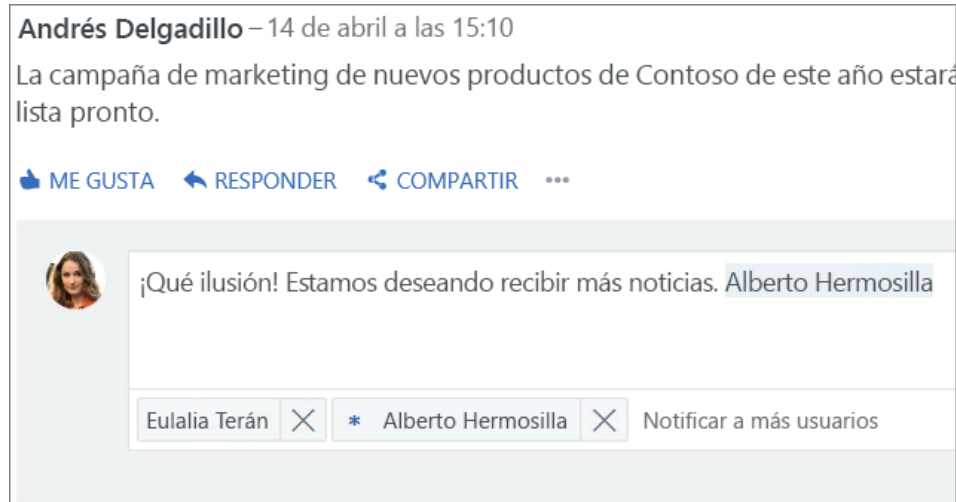 Andrés Delgadillo – 14 de abril a las 15:10
La campaña de marketing de nuevos productos de Contoso de este año estará
lista pronto.
ME GUSTA RESPONDER COMPARTIR
¡Qué ilusión! Estamos deseando recibir más noticias. Alberto Hermosilla
Eulalia Terán * Alberto Hermosilla Notificar a más usuarios